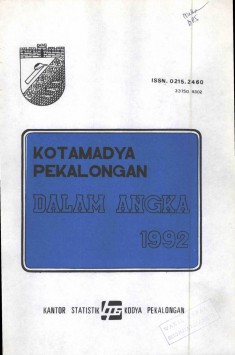 ISSN. 0215.2460
KOTAMADYA
PEKALONGAN
DALAM ANGKA
1992
KANTOR STATISTIK KODYA PEKALONGAN